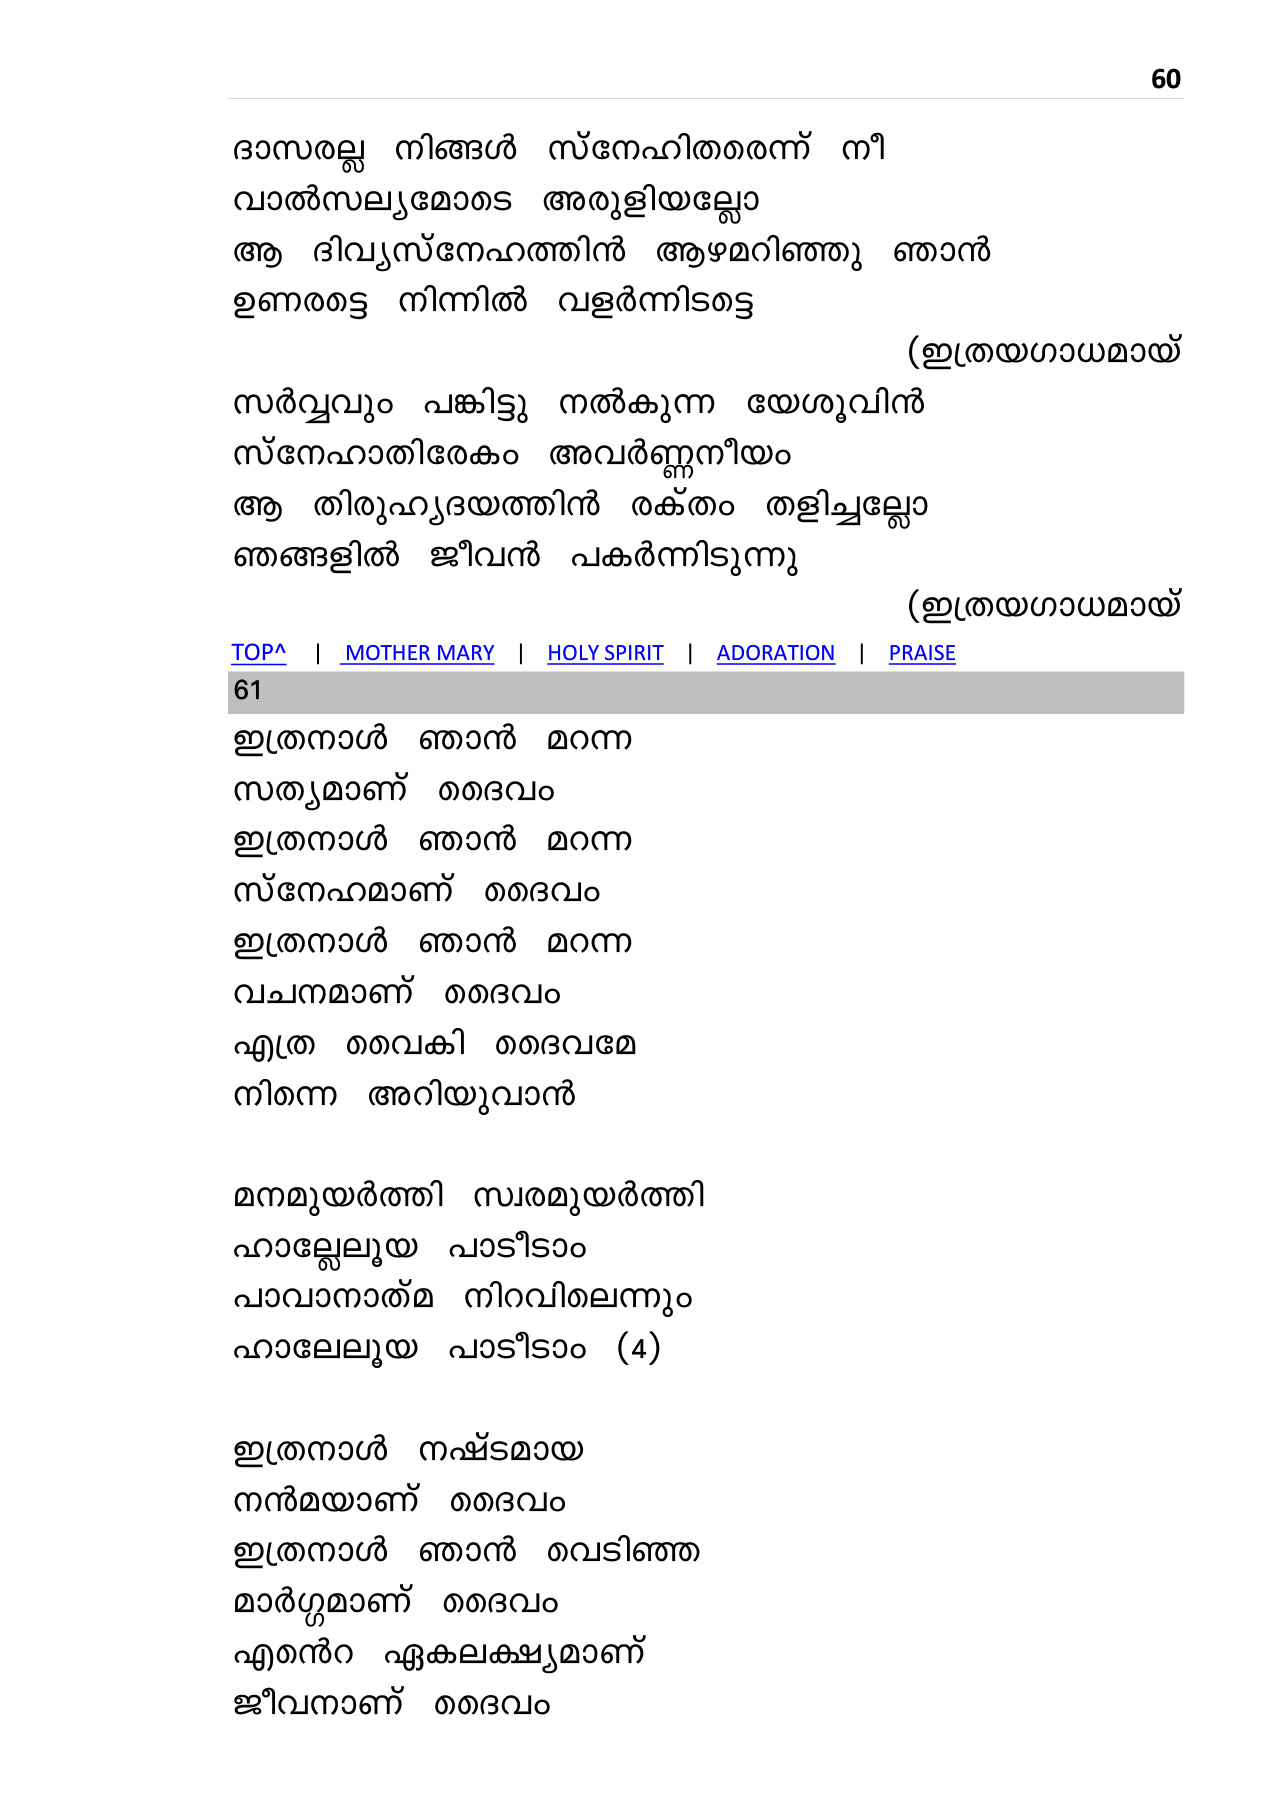 60
ദാസരല്ല നിങ്ങൾ സ്നേഹിതരെന്ന് നീ
വാൽസല്യമോടെ അരുളിയല്ലോ
ആ ദിവ്യസ്നേഹത്തിൻ ആഴമറിഞ്ഞു ഞാൻ
ഉണരട്ടെ നിന്നിൽ വളർന്നിടട്ടെ
(ഇത്രയഗാധമായ്
സർവ്വവും പങ്കിട്ടു നൽകുന്ന യേശൂവിൻ
സ്നേഹാതിരേകം അവർണ്ണനീയം
ആ തിരുഹ്യദയത്തിൻ രക്തം തളിച്ചല്ലോ
ഞങ്ങളിൽ ജീവൻ പകർന്നിടുന്നു
(ഇത്രയഗാധമായ്
TOP^ | MOTHER MARY | HOLY SPIRIT | ADORATION | PRAISE
61
ഇത്രനാൾ ഞാൻ മറന്ന
സത്യമാണ് ദൈവം
ഇത്രനാൾ ഞാൻ മറന്ന
സ്നേഹമാണ് ദൈവം
ഇത്രനാൾ ഞാൻ മറന്ന
വചനമാണ് ദൈവം
എത്ര വൈകി ദൈവമേ
നിന്നെ അറിയുവാൻ
മനമുയർത്തി സ്വരമുയർത്തി
ഹാല്ലേലൂയ പാടീടാം
പാവാനാത്മ നിറവിലെന്നും
ഹാലേലൂയ പാടീടാം (4)
ഇത്രനാൾ നഷ്ടമായ
നൻമയാണ് ദൈവം
ഇത്രനാൾ ഞാൻ വെടിഞ്ഞ
മാർഗ്ഗമാണ് ദൈവം
എൻെറ ഏകലക്ഷ്യമാണ്
ജീവനാണ് ദൈവം